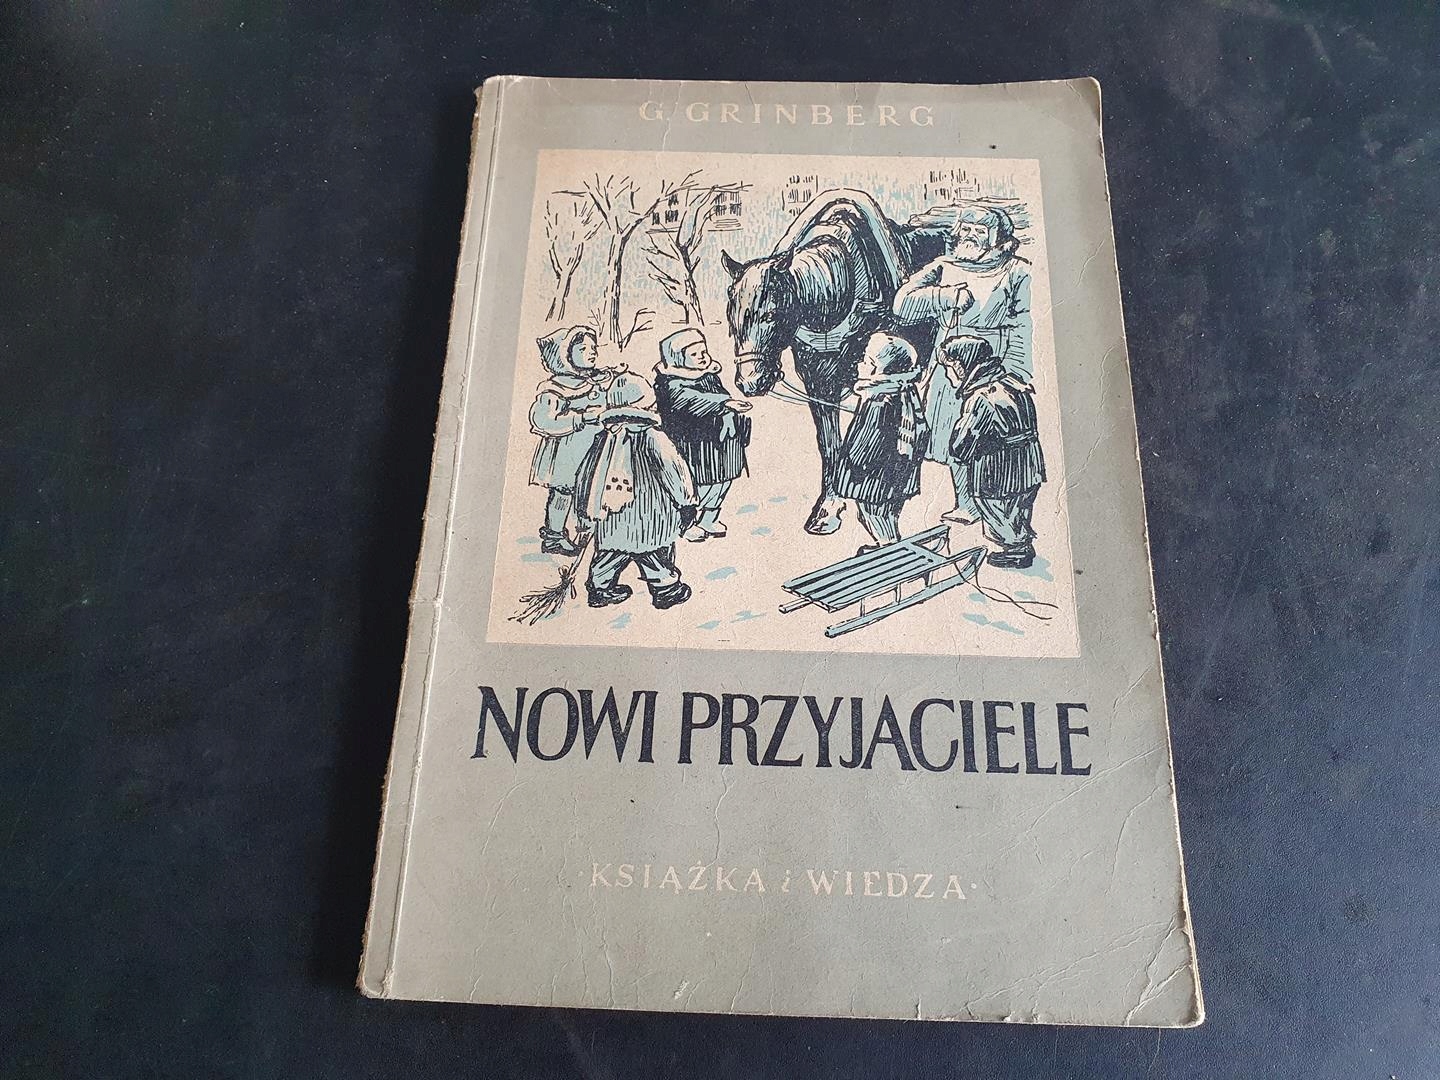 G. GRINBERG
NOWI PRZYJACIELE
·KSIĄŻKA i WIEDZA·